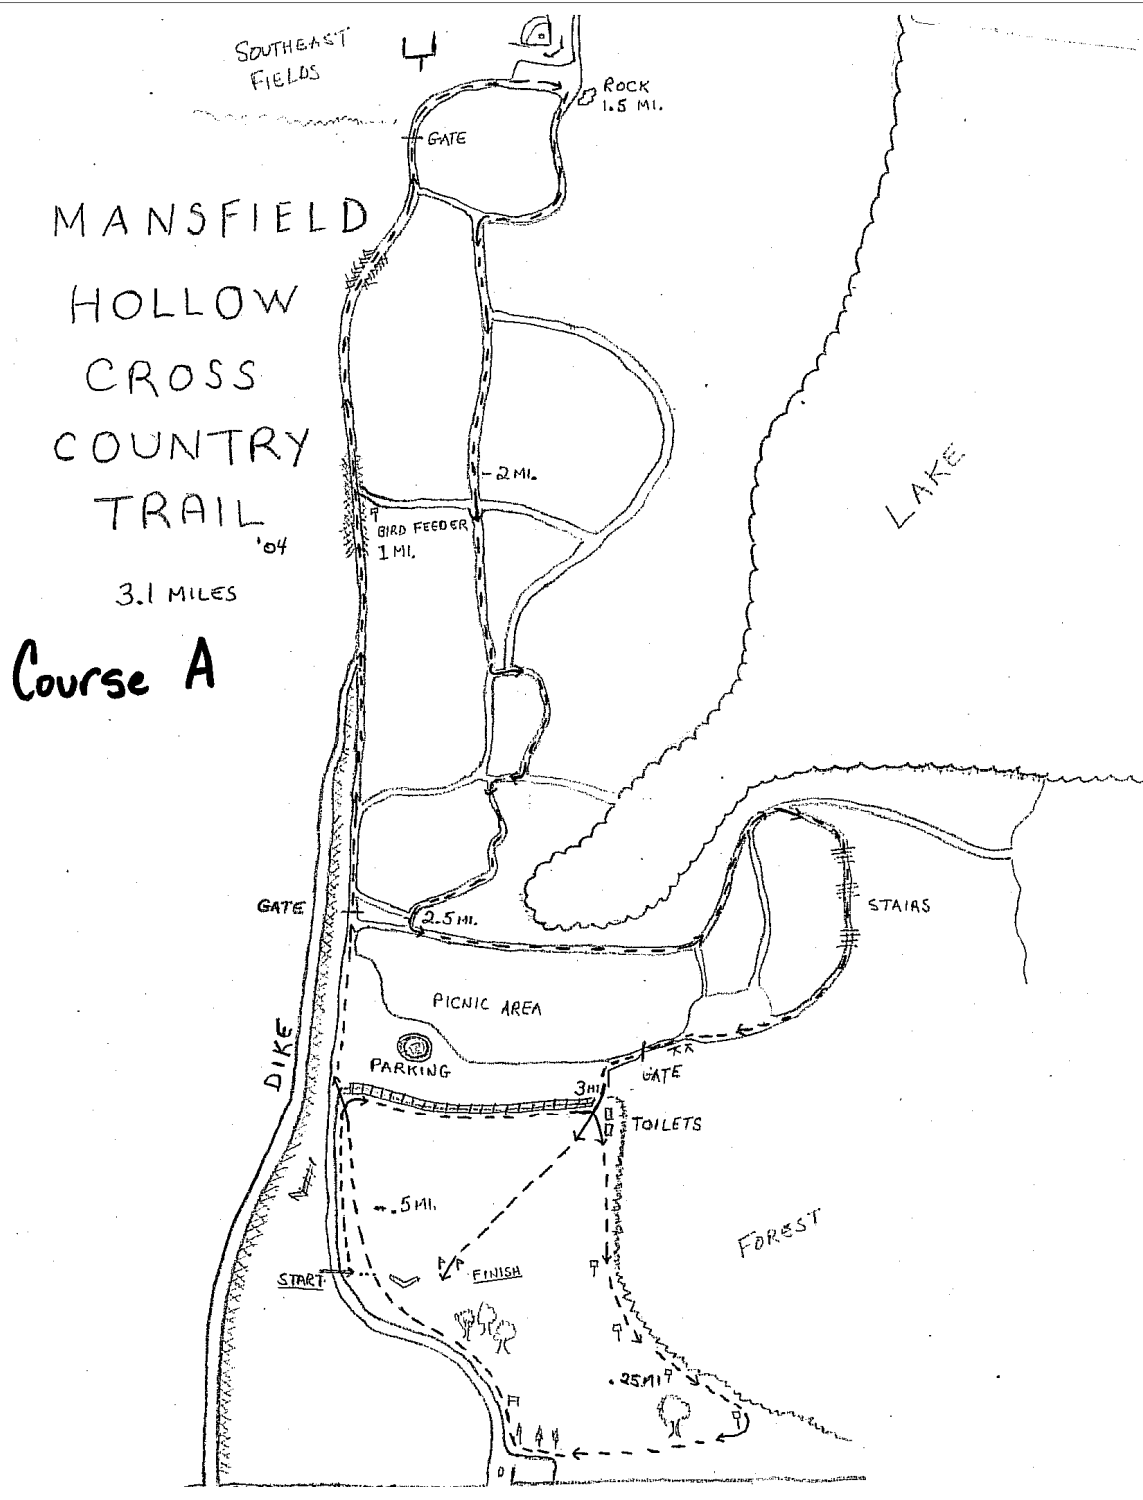 SOUTHEAST
FIELDS
ROCK
1.5 MI.
GATE
MANSFIELD
HOLLOW
CROSS
COUNTRY
TRAIL
'04
3.1 MILES
Course A
LAKE
- 2 MI.
BIRD FEEDER
1 MI.
GATE
2.5 MI.
STAIRS
PICNIC AREA
DIKE
PARKING
3 MI
GATE
TOILETS
.5 MI.
FOREST
START
FINISH
.25 MI